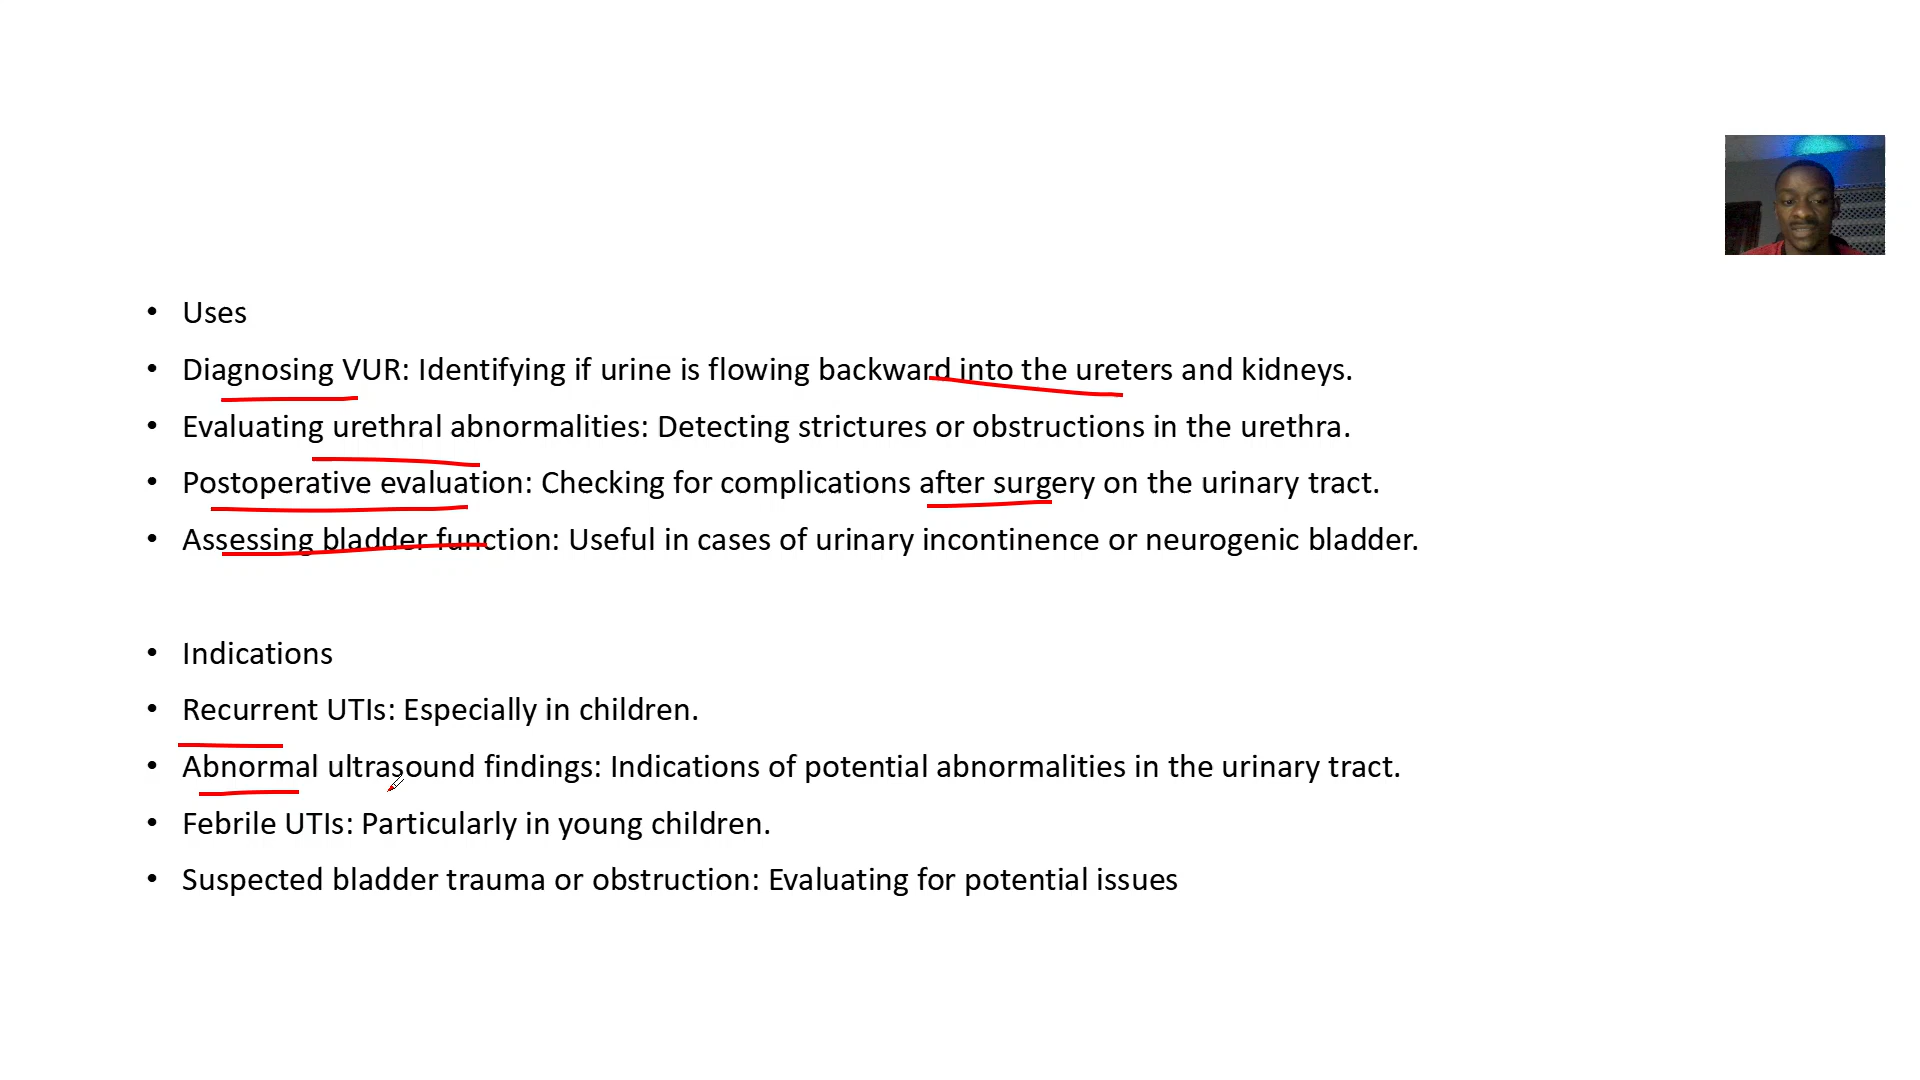 • Uses
• Diagnosing VUR: Identifying if urine is flowing backward into the ureters and kidneys.
• Evaluating urethral abnormalities: Detecting strictures or obstructions in the urethra.
• Postoperative evaluation: Checking for complications after surgery on the urinary tract.
• Assessing bladder function: Useful in cases of urinary incontinence or neurogenic bladder.
• Indications
• Recurrent UTIs: Especially in children.
• Abnormal ultrasound findings: Indications of potential abnormalities in the urinary tract.
• Febrile UTIs: Particularly in young children.
• Suspected bladder trauma or obstruction: Evaluating for potential issues